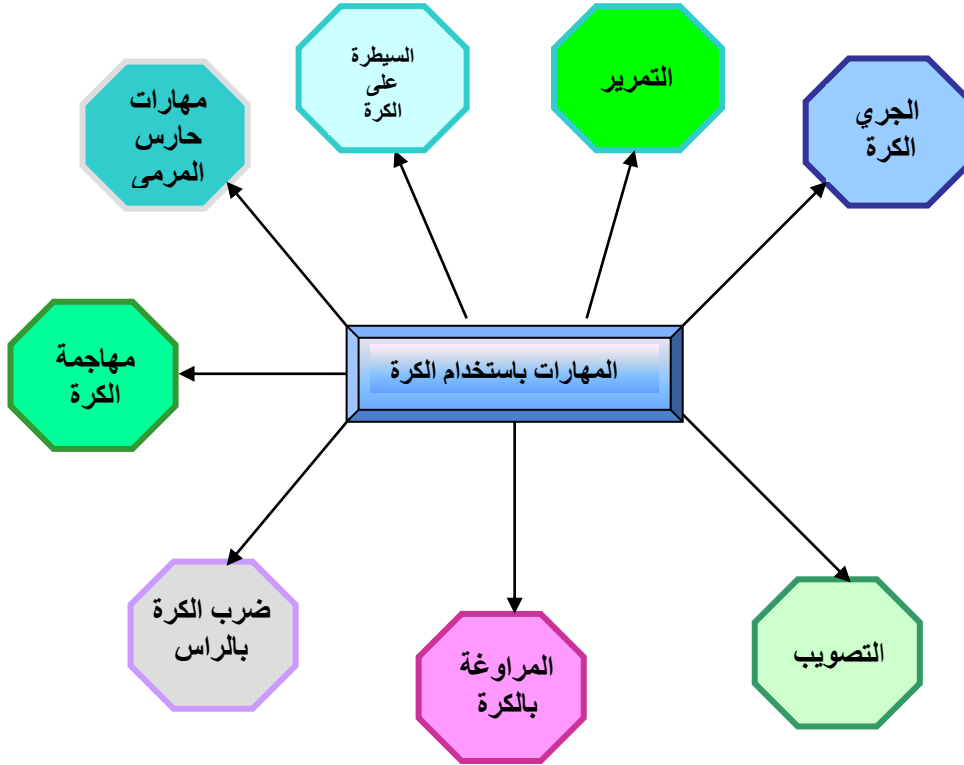 السيطرة
على
الكرة
التمرير
الجري
الكرة
مهارات
حارس
المرمى
المهارات باستخدام الكرة
مهاجمة
الكرة
ضرب الكرة
بالراس
المراوغة
بالكرة
التصويب